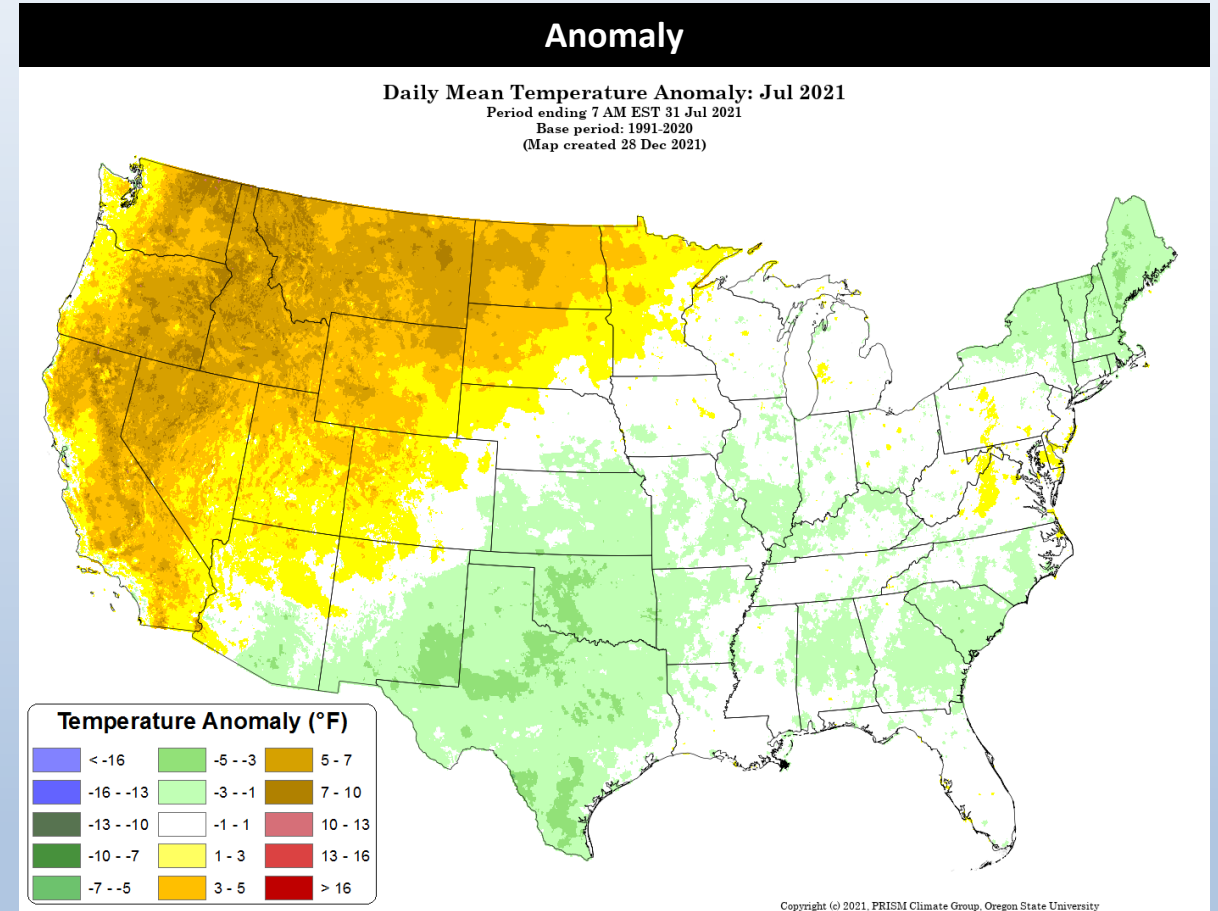 Anomaly
Daily Mean Temperature Anomaly: Jul 2021
Period ending 7 AM EST 31 Jul 2021
Base period: 1991-2020
(Map created 28 Dec 2021)
Temperature Anomaly (°F)
< -16 -5 - -3 5 - 7
-16 - -13 -3 - -1 7 - 10
-13 - -10 -1 - 1 10 - 13
-10 - -7 1 - 3 13 - 16
-7 - -5 3 - 5 > 16
Copyright (c) 2021, PRISM Climate Group, Oregon State University